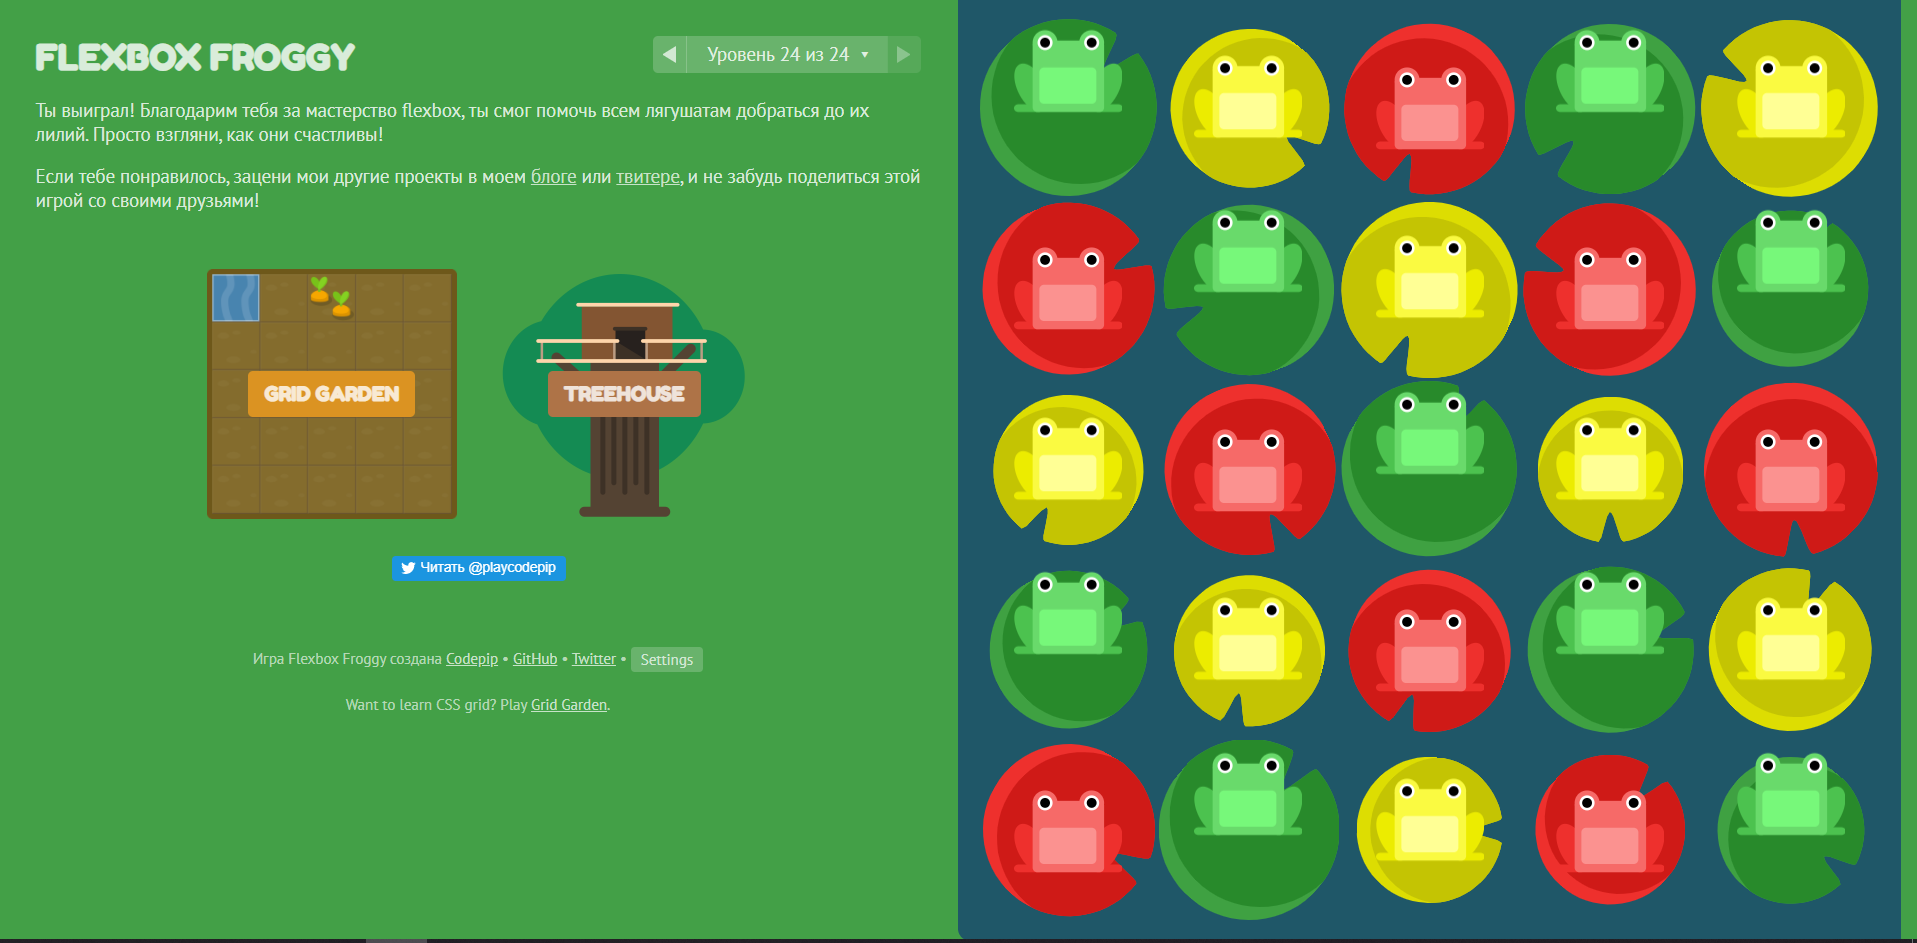 FLEXBOX FROGGY
Уровень 24 из 24
Ты выиграл! Благодарим тебя за мастерство flexbox, ты смог помочь всем лягушатам добраться до их
лилий. Просто взгляни, как они счастливы!
Если тебе понравилось, зацени мои другие проекты в моем блоге или твитере, и не забудь поделиться этой
игрой со своими друзьями!
GRID GARDEN
TREEHOUSE
Читать @playcodepip
Игра Flexbox Froggy создана Codepip • GitHub • Twitter • Settings
Want to learn CSS grid? Play Grid Garden.